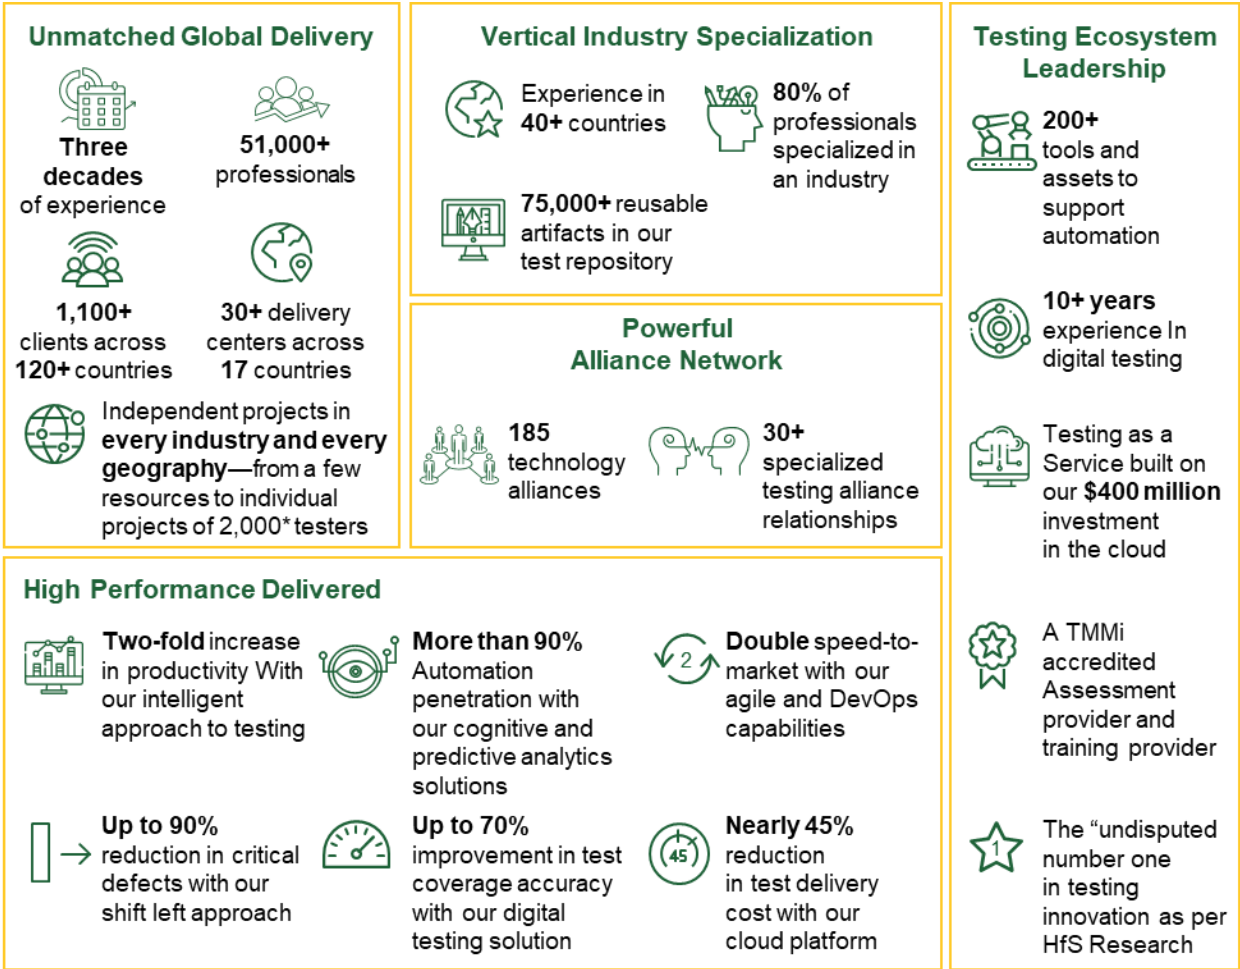 Unmatched Global Delivery
Three
decades
of experience
51,000+
professionals
1,100+
clients across
120+ countries
30+ delivery
centers across
17 countries
Independent projects in
every industry and every
geography—from a few
resources to individual
projects of 2,000* testers
Vertical Industry Specialization
Experience in
40+ countries
80% of
professionals
specialized in
an industry
75,000+ reusable
artifacts in our
test repository
Powerful
Alliance Network
185
technology
alliances
30+
specialized
testing alliance
relationships
Testing Ecosystem
Leadership
200+
tools and
assets to
support
automation
10+ years
experience In
digital testing
Testing as a
Service built on
our $400 million
investment
in the cloud
A TMMi
accredited
Assessment
provider and
training provider
1
The “undisputed
number one
in testing
innovation as per
HfS Research
High Performance Delivered
Two-fold increase
in productivity With
our intelligent
approach to testing
More than 90%
Automation
penetration with
our cognitive and
predictive analytics
solutions
2
Double speed-to-
market with our
agile and DevOps
capabilities
Up to 90%
reduction in critical
defects with our
shift left approach
Up to 70%
improvement in test
coverage accuracy
with our digital
testing solution
45
Nearly 45%
reduction
in test delivery
cost with our
cloud platform